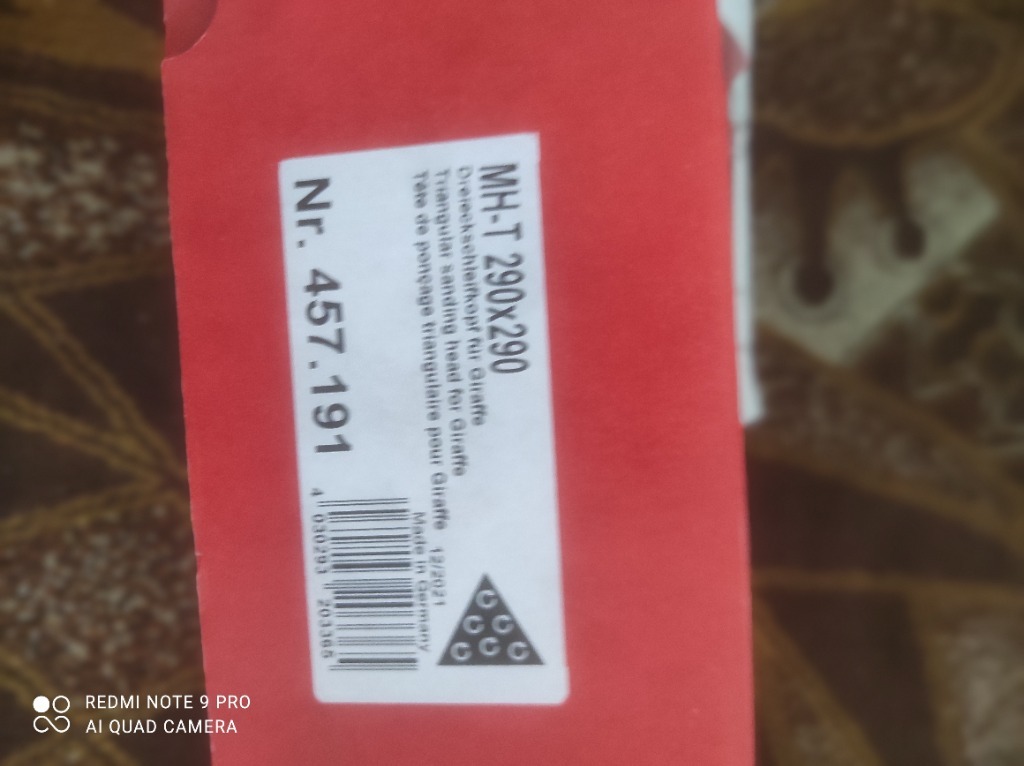 MH-T 290x290
Dreieckschleifkopf für Giraffe
Triangular sanding head for Giraffe
Tête de ponçage triangulaire pour Giraffe 12/2021
Made in Germany
Nr. 457.191
4 030293 203365
REDMI NOTE 9 PRO
AI QUAD CAMERA